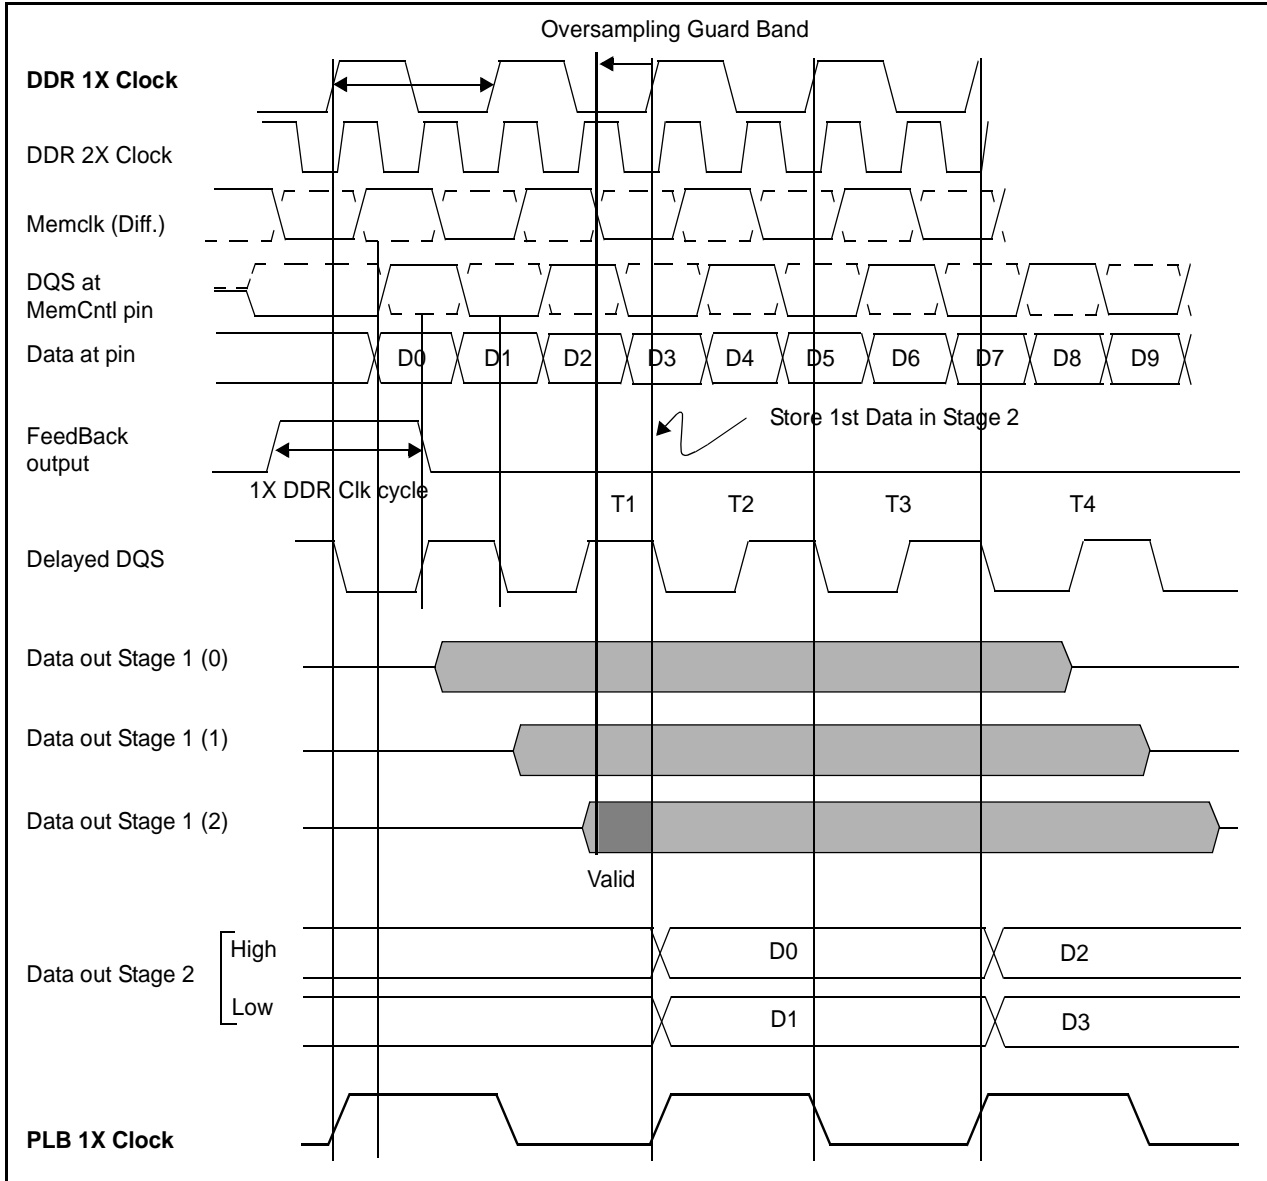 Oversampling Guard Band
DDR 1X Clock
DDR 2X Clock
Memclk (Diff.)
DQS at
MemCntl pin
Data at pin
D0 D1 D2 D3 D4 D5 D6 D7 D8 D9
Store 1st Data in Stage 2
FeedBack
output
1X DDR Clk cycle
T1 T2 T3 T4
Delayed DQS
Data out Stage 1 (0)
Data out Stage 1 (1)
Data out Stage 1 (2)
Valid
Data out Stage 2
High
D0 D2
Low
D1 D3
PLB 1X Clock